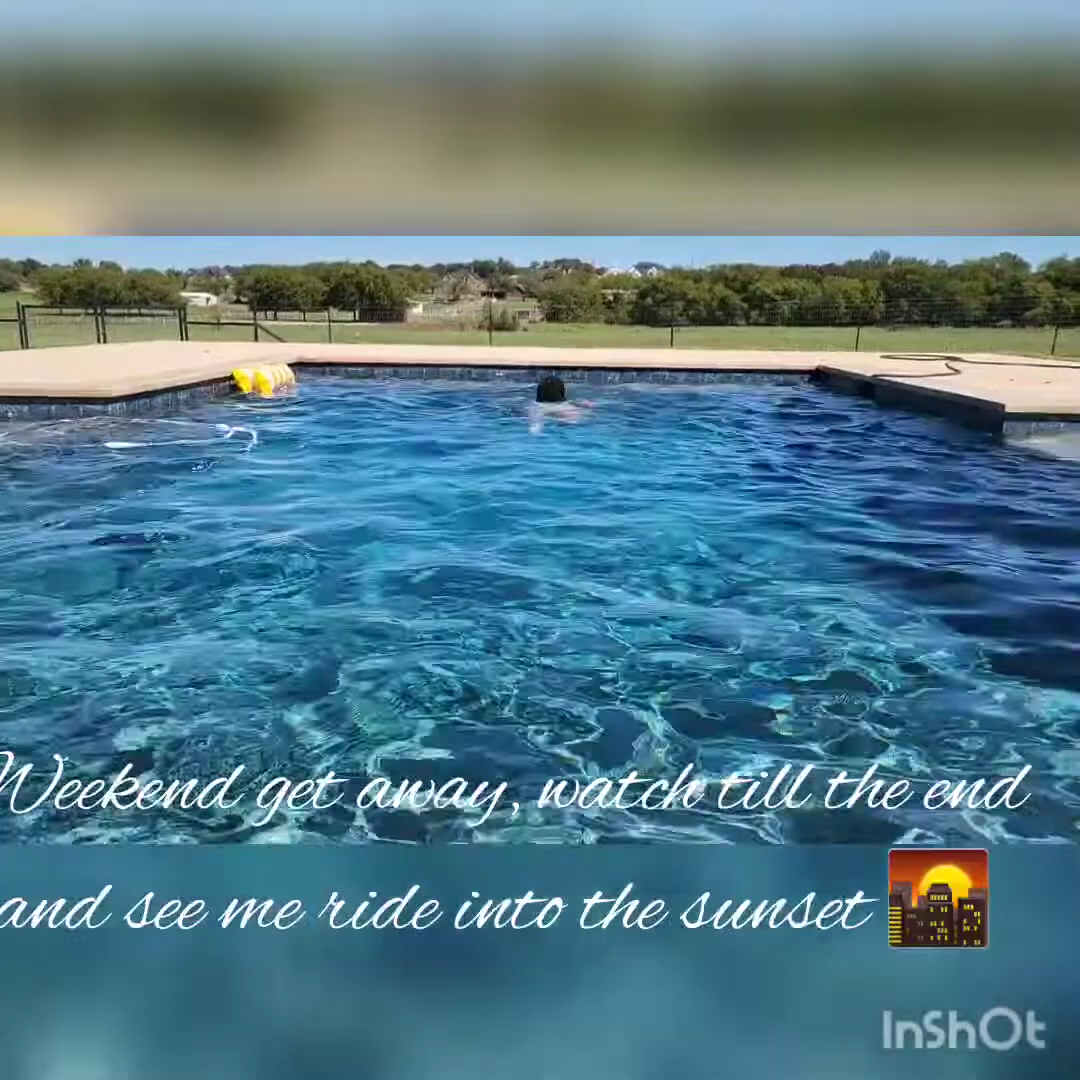 Weekend get away, watch till the end
and see me ride into the sunset
InShOt